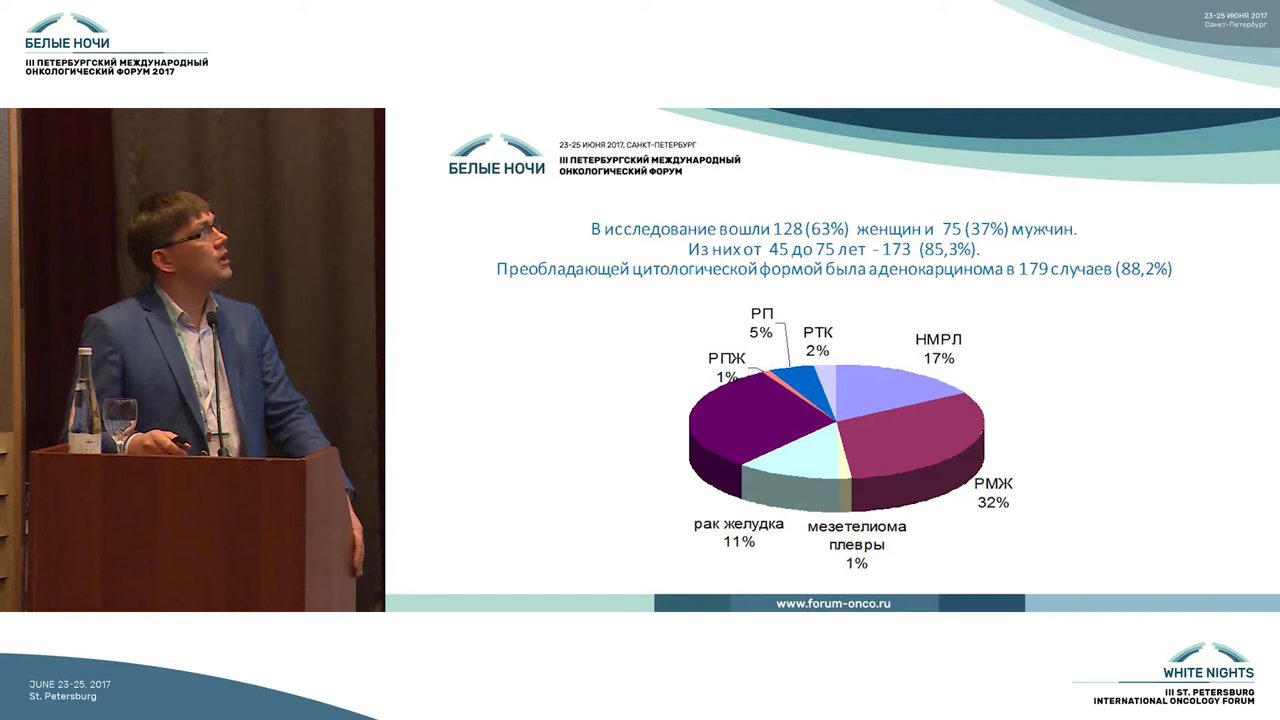 БЕЛЫЕ НОЧИ
III ПЕТЕРБУРГСКИЙ МЕЖДУНАРОДНЫЙ
ОНКОЛОГИЧЕСКИЙ ФОРУМ 2017
23-25 ИЮНЯ 2017
Санкт-Петербург
БЕЛЫЕ НОЧИ
23-25 ИЮНЯ 2017, САНКТ-ПЕТЕРБУРГ
III ПЕТЕРБУРГСКИЙ МЕЖДУНАРОДНЫЙ
ОНКОЛОГИЧЕСКИЙ ФОРУМ
В исследование вошли 128 (63%) женщин и 75 (37%) мужчин.
Из них от 45 до 75 лет - 173 (85,3%).
Преобладающей цитологической формой была аденокарцинома в 179 случаев (88,2%)
РП
5%
РТК
2%
НМРЛ
17%
РПЖ
1%
РМЖ
32%
рак желудка
11%
мезетелиома
плевры
1%
www.forum-onco.ru
JUNE 23-25, 2017
St. Petersburg
WHITE NIGHTS
III ST. PETERSBURG
INTERNATIONAL ONCOLOGY FORUM